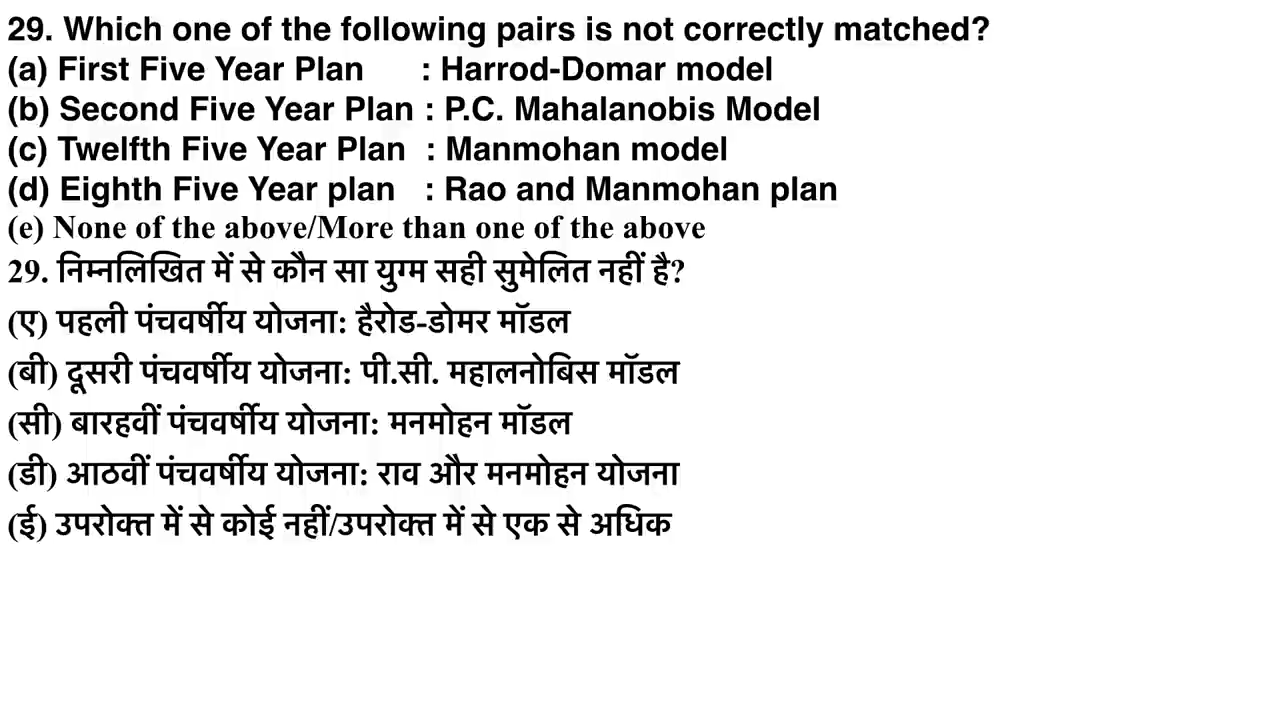 29. Which one of the following pairs is not correctly matched?
(a) First Five Year Plan : Harrod-Domar model
(b) Second Five Year Plan : P.C. Mahalanobis Model
(c) Twelfth Five Year Plan : Manmohan model
(d) Eighth Five Year plan : Rao and Manmohan plan
(e) None of the above/More than one of the above
29. निम्नलिखित में से कौन सा युग्म सही सुमेलित नहीं है?
(ए) पहली पंचवर्षीय योजना: हैरोड-डोमर मॉडल
(बी) दूसरी पंचवर्षीय योजना: पी.सी. महालनोबिस मॉडल
(सी) बारहवीं पंचवर्षीय योजना: मनमोहन मॉडल
(डी) आठवीं पंचवर्षीय योजना: राव और मनमोहन योजना
(ई) उपरोक्त में से कोई नहीं/उपरोक्त में से एक से अधिक